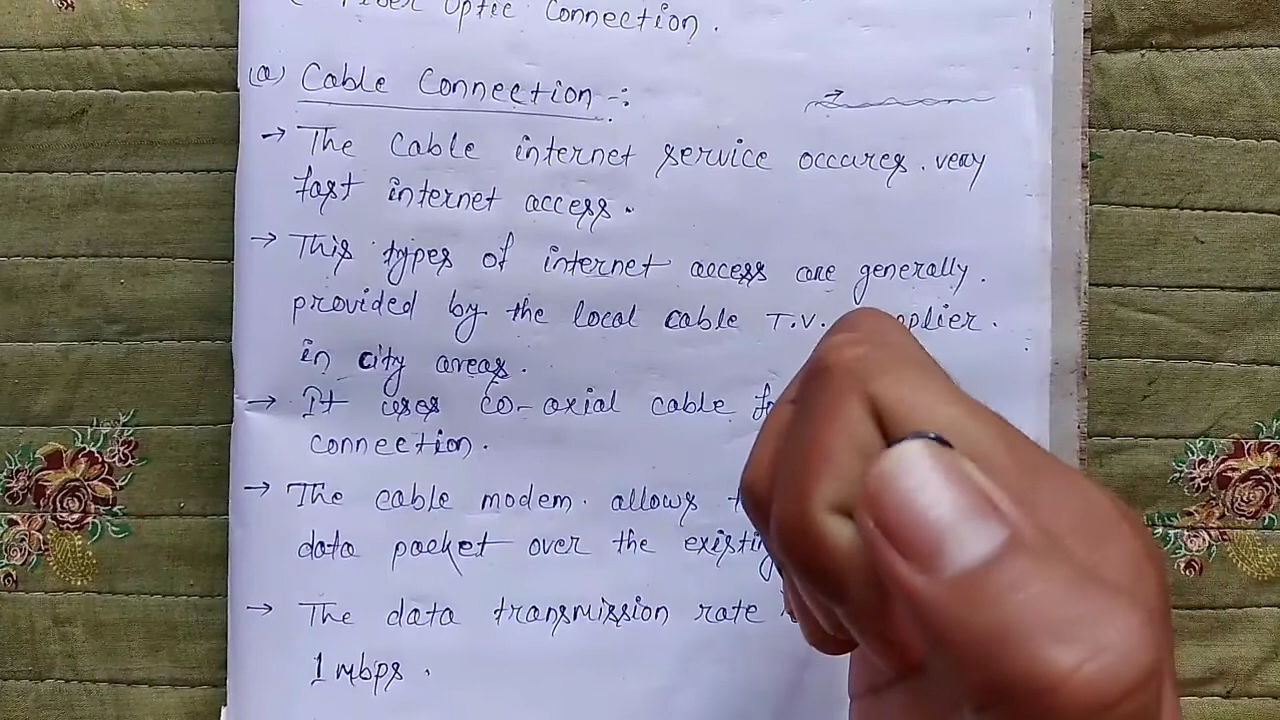 Fiber Optic Connection.
(a) Cable Connection -:
→ The cable internet service occures. very
fast internet access.
→ This types of internet access are generally.
provided by the local cable T.V.
in city areas.
→ It uses co-axial cable
connection.
→ The cable modem. allows
data packet over the existing
→ The data transmission rate
1 mbps.